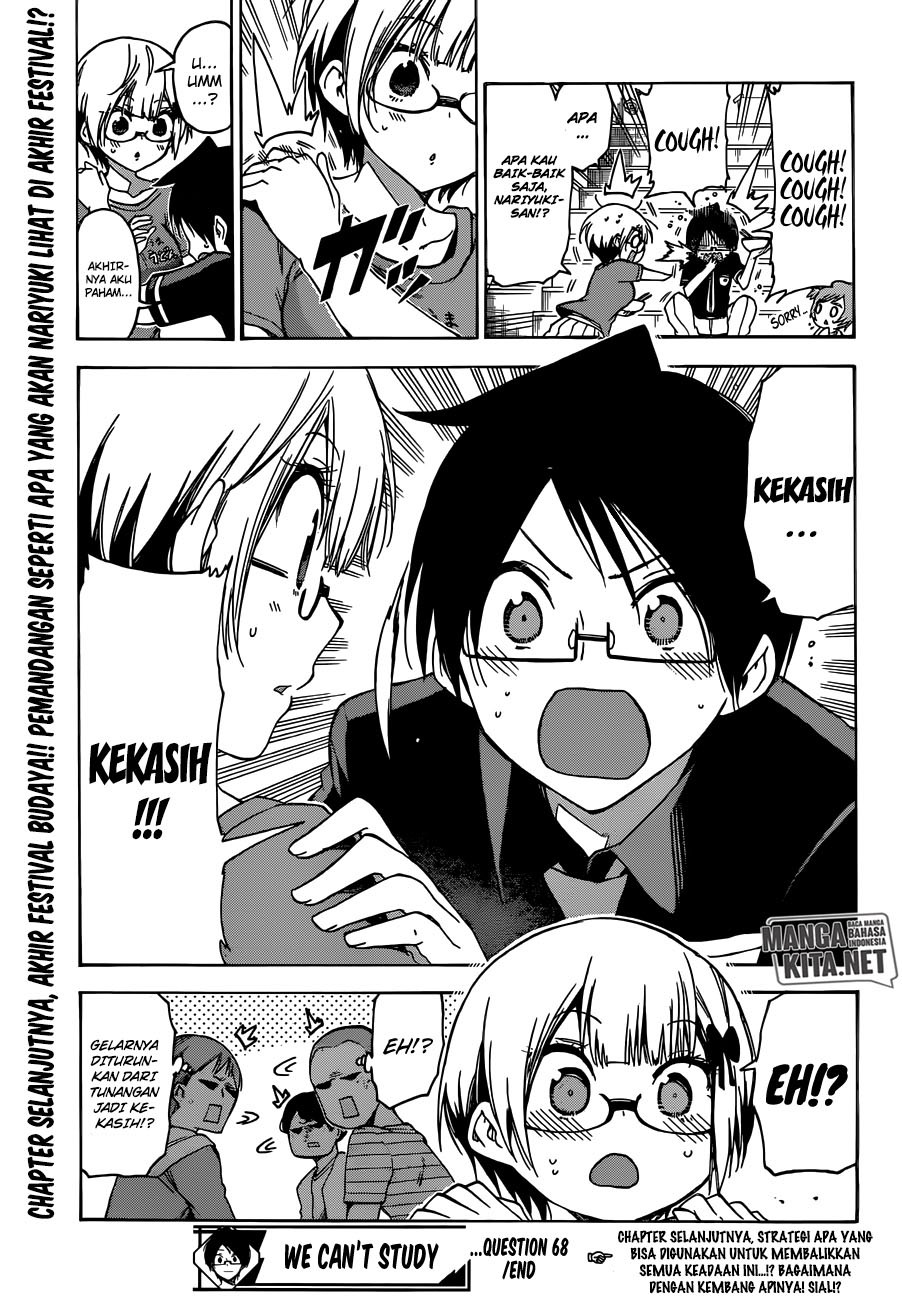 COUGH!
COUGH!
COUGH!
COUGH!
APA
...
APA KAU
BAIK-BAIK
SAJA,
NARIYUKI-
SAN!?
SORRY...
ガッ
U...
UMM
...?
AKHIR-
NYA AKU
PAHAM...
KEKASIH
...
KEKASIH
!!!
EH!?
EH!?
GELARNYA
DITURUN-
KAN DARI
TUNANGAN
JADI KE-
KASIH!?
CHAPTER SELANJUTNYA, AKHIR FESTIVAL BUDAYA!! PEMANDANGAN SEPERTI APA YANG AKAN NARIYUKI LIHAT DI AKHIR FESTIVAL!?
MANGA
KITA.NET
BACA MANGA
BAHASA
INDONESIA
WE CAN'T STUDY
...QUESTION 68
/END
☞ CHAPTER SELANJUTNYA, STRATEGI APA YANG
BISA DIGUNAKAN UNTUK MEMBALIKKAN
SEMUA KEADAAN INI...!? BAGAIMANA
DENGAN KEMBANG APINYA! SIAL!?